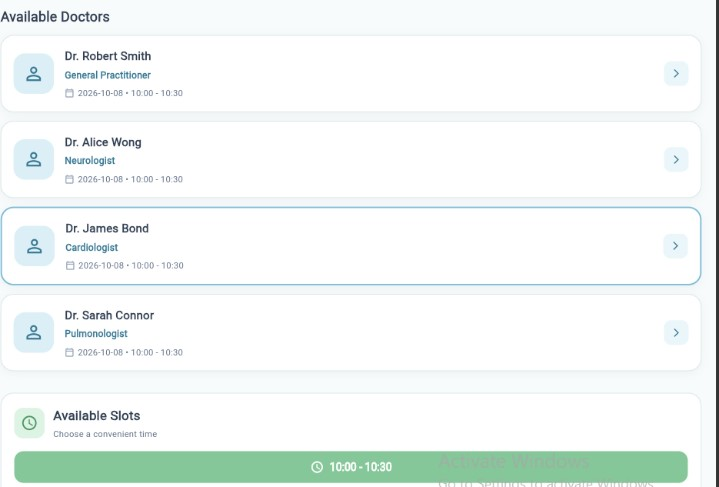 Available Doctors
Dr. Robert Smith
General Practitioner
2026-10-08 • 10:00 - 10:30
Dr. Alice Wong
Neurologist
2026-10-08 • 10:00 - 10:30
Dr. James Bond
Cardiologist
2026-10-08 • 10:00 - 10:30
Dr. Sarah Connor
Pulmonologist
2026-10-08 • 10:00 - 10:30
Available Slots
Choose a convenient time
10:00 - 10:30
Activate Windows
Go to Settings to activate Windows.